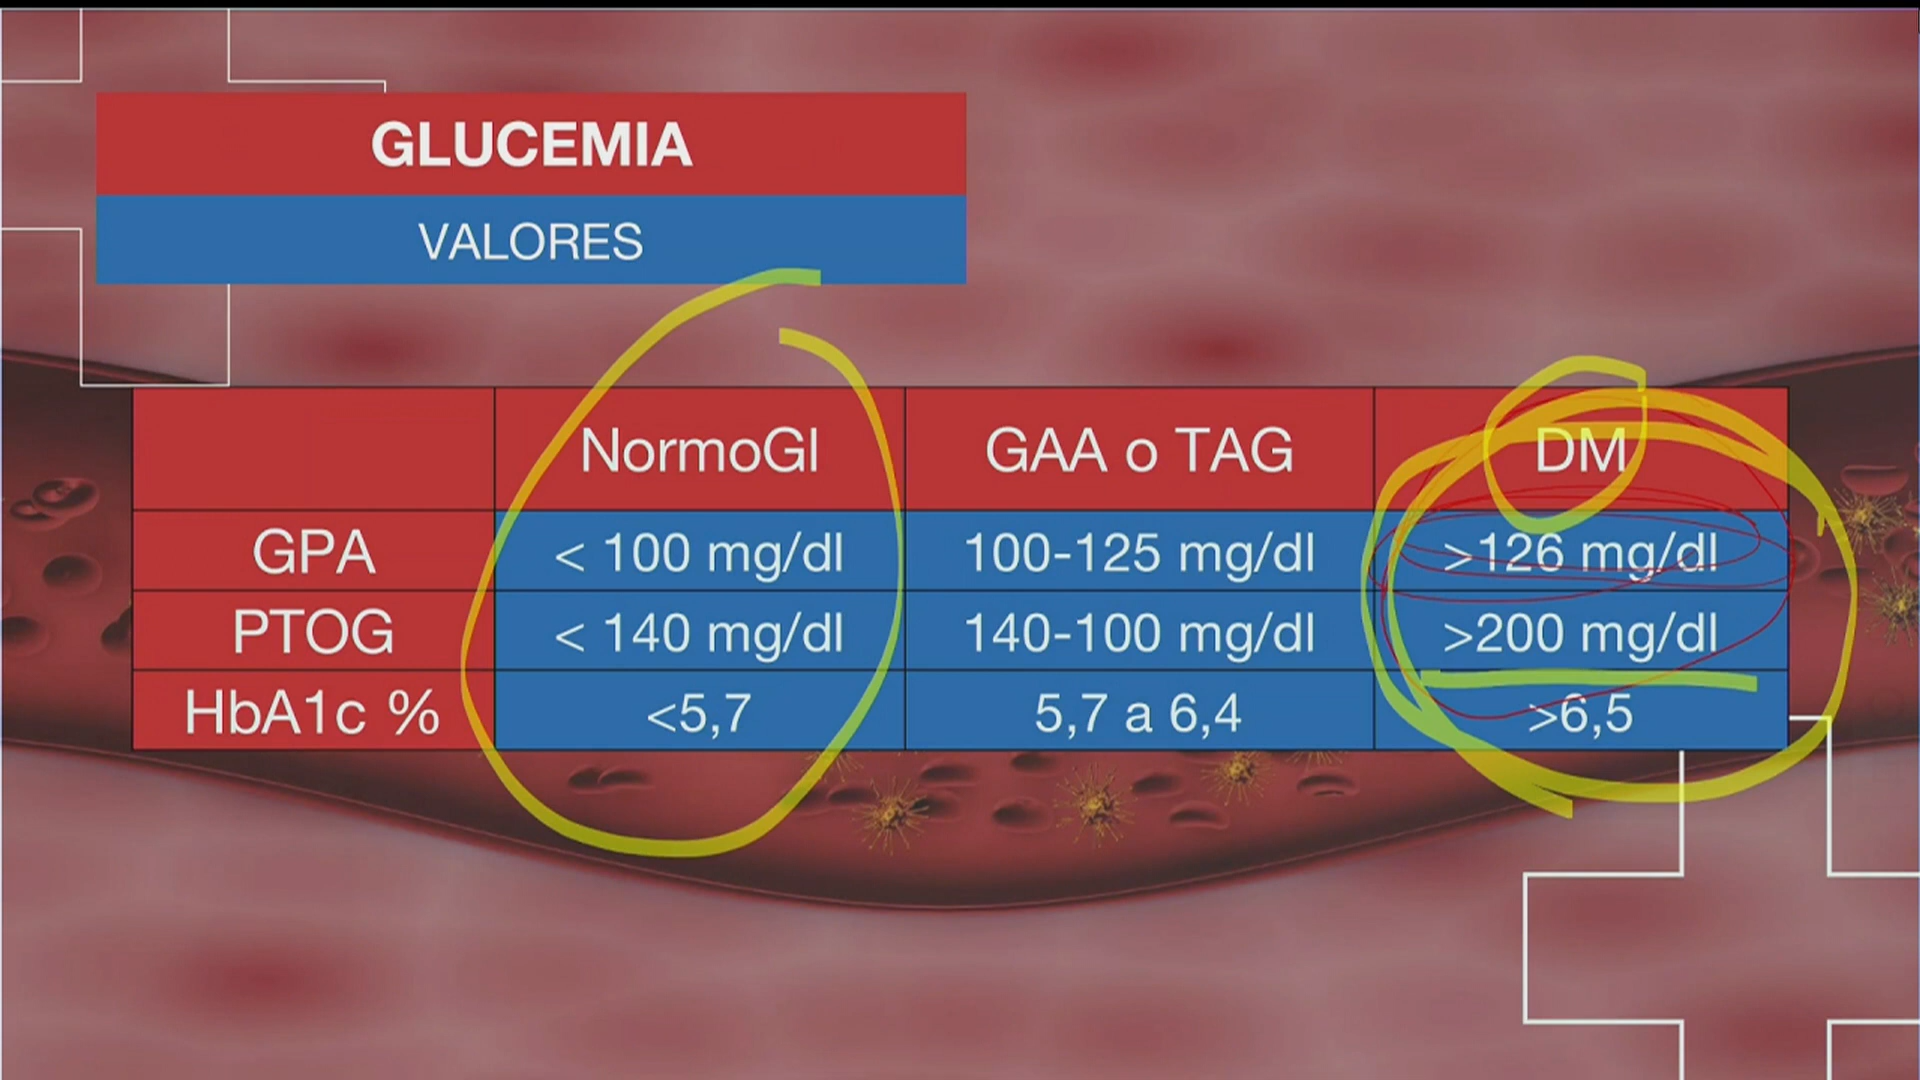 GLUCEMIA
VALORES
NormoGl GAA o TAG DM
GPA < 100 mg/dl 100-125 mg/dl >126 mg/dl
PTOG < 140 mg/dl 140-100 mg/dl >200 mg/dl
HbA1c % <5,7 5,7 a 6,4 >6,5